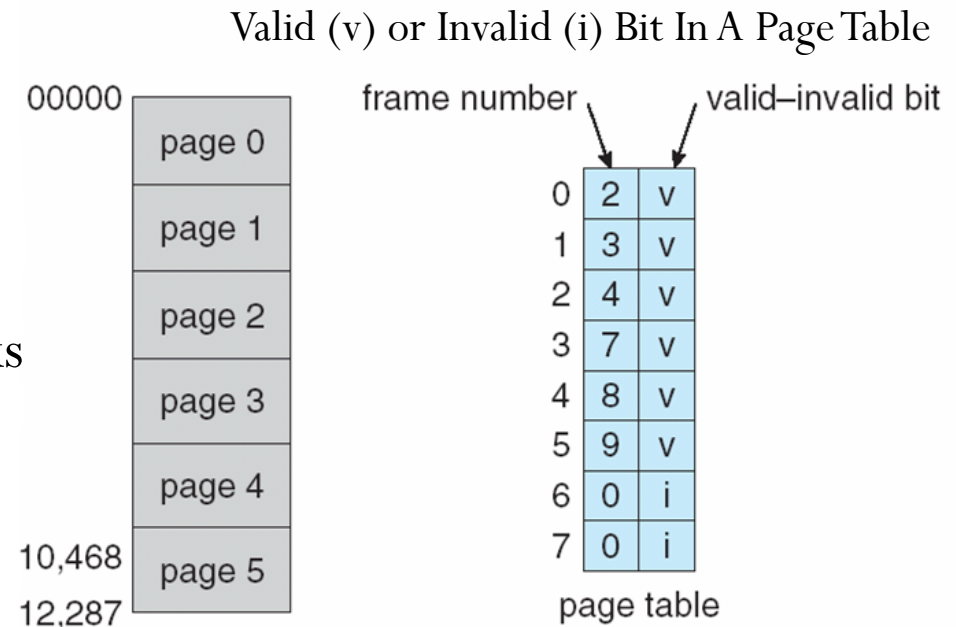 Valid (v) or Invalid (i) Bit In A Page Table
00000
page 0
page 1
page 2
page 3
page 4
page 5
10,468
12,287
frame number
valid–invalid bit
0 2 v
1 3 v
2 4 v
3 7 v
4 8 v
5 9 v
6 0 i
7 0 i
page table